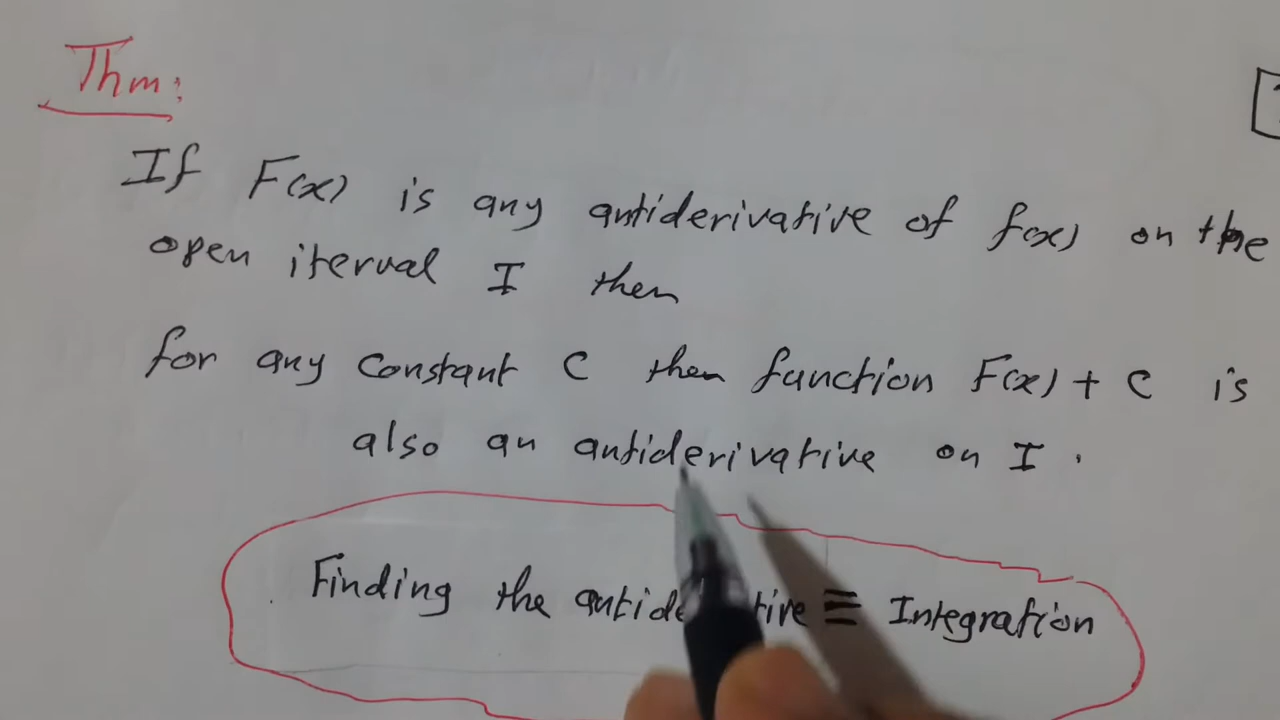 Thm:
If F(x) is any antiderivative of f(x) on the
open iterval I then
for any constant C then function F(x) + C is
also an antiderivative on I.
Finding the ≡ Integration